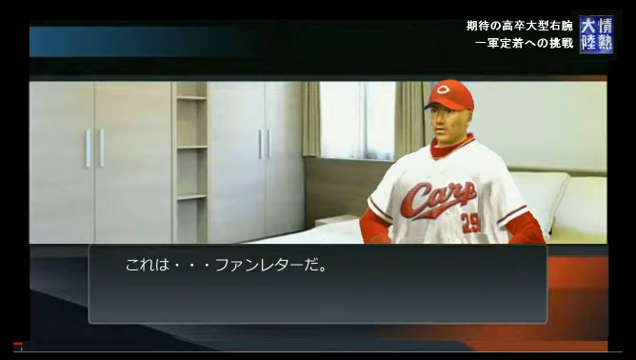 期待の高卒大型右腕
一軍定着への挑戦
情熱
大陸
Carp
29
これは・・・ファンレターだ。